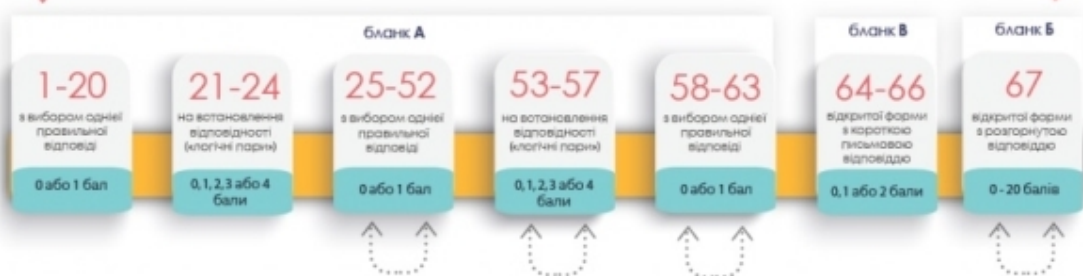 бланк А
бланк В
бланк Б
1-20
з вибором однієї
правильної
відповіді
0 або 1 бал
21-24
на встановлення
відповідності
(«логічні пари»)
0, 1, 2, 3 або 4
бали
25-52
з вибором однієї
правильної
відповіді
0 або 1 бал
53-57
на встановлення
відповідності
(«логічні пари»)
0, 1, 2, 3 або 4
бали
58-63
з вибором однієї
правильної
відповіді
0 або 1 бал
64-66
відкритої форми
з короткою
письмовою
відповіддю
0, 1 або 2 бали
67
відкритої форми
з розгорнутою
відповіддю
0 - 20 балів